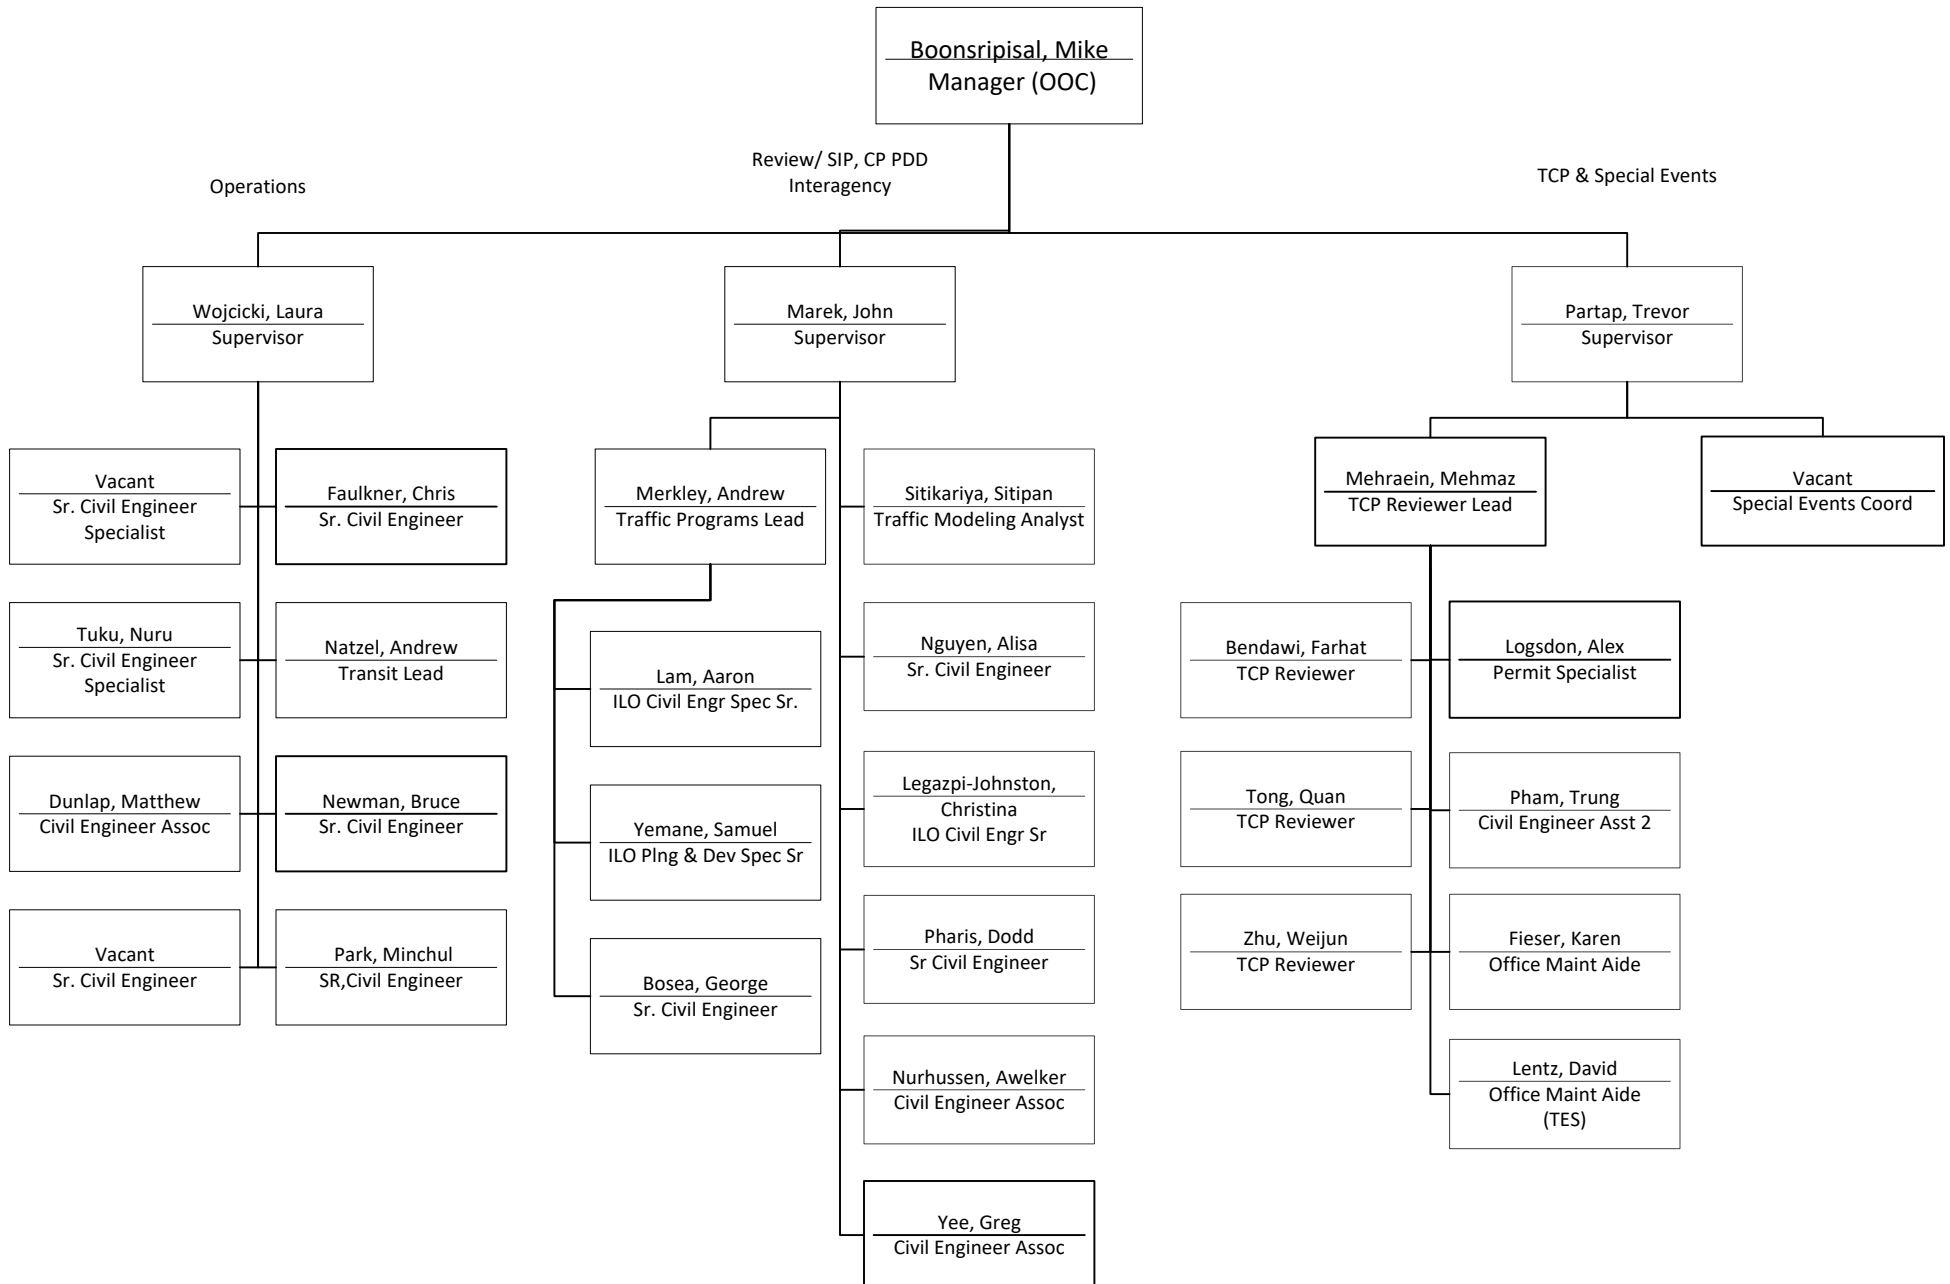 Boonsripisal, Mike
Manager (OOC)
Operations
Review/ SIP, CP PDD
Interagency
TCP & Special Events
Wojcicki, Laura
Supervisor
Marek, John
Supervisor
Partap, Trevor
Supervisor
Vacant
Sr. Civil Engineer
Specialist
Faulkner, Chris
Sr. Civil Engineer
Tuku, Nuru
Sr. Civil Engineer
Specialist
Natzel, Andrew
Transit Lead
Dunlap, Matthew
Civil Engineer Assoc
Newman, Bruce
Sr. Civil Engineer
Vacant
Sr. Civil Engineer
Park, Minchul
SR,Civil Engineer
Merkley, Andrew
Traffic Programs Lead
Lam, Aaron
ILO Civil Engr Spec Sr.
Yemane, Samuel
ILO Plng & Dev Spec Sr
Bosea, George
Sr. Civil Engineer
Sitikariya, Sitipan
Traffic Modeling Analyst
Nguyen, Alisa
Sr. Civil Engineer
Legazpi-Johnston,
Christina
ILO Civil Engr Sr
Pharis, Dodd
Sr Civil Engineer
Nurhussen, Awelker
Civil Engineer Assoc
Yee, Greg
Civil Engineer Assoc
Mehraein, Mehmaz
TCP Reviewer Lead
Vacant
Special Events Coord
Bendawi, Farhat
TCP Reviewer
Logsdon, Alex
Permit Specialist
Tong, Quan
TCP Reviewer
Pham, Trung
Civil Engineer Asst 2
Zhu, Weijun
TCP Reviewer
Fieser, Karen
Office Maint Aide
Lentz, David
Office Maint Aide
(TES)